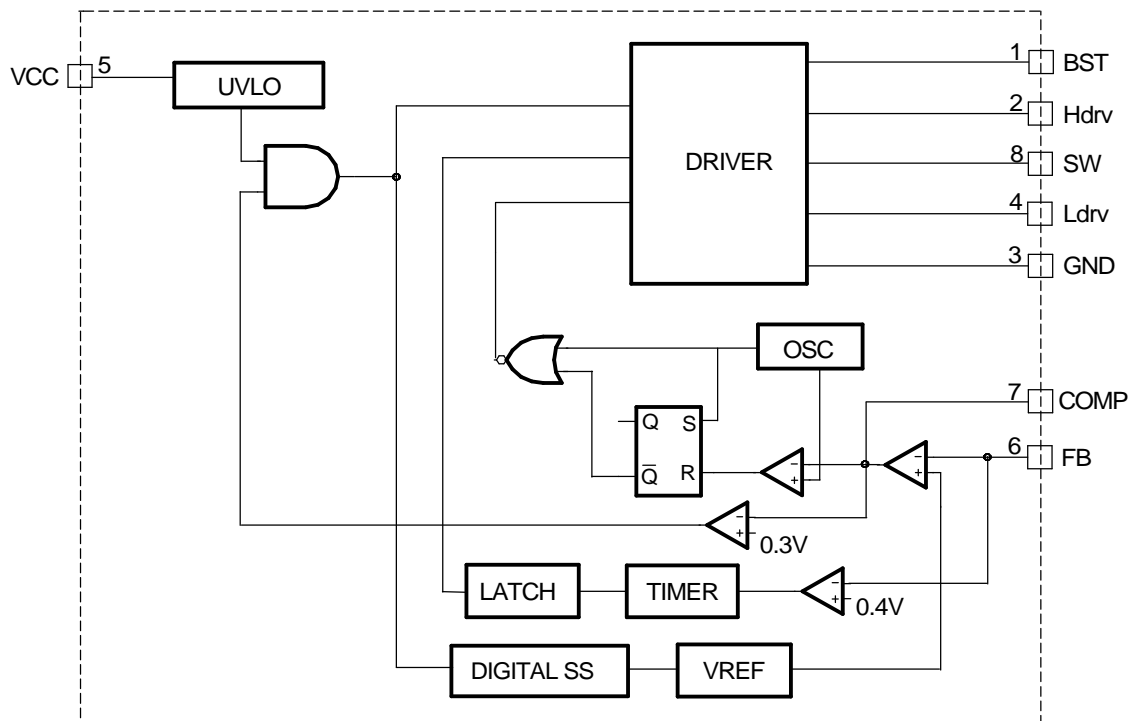 VCC 5
UVLO
DRIVER
1 BST
2 Hdrv
8 SW
4 Ldrv
3 GND
OSC
7 COMP
6 FB
Q S
Q̅ R
- +
- +
- +
0.3V
LATCH
TIMER
- +
0.4V
DIGITAL SS
VREF